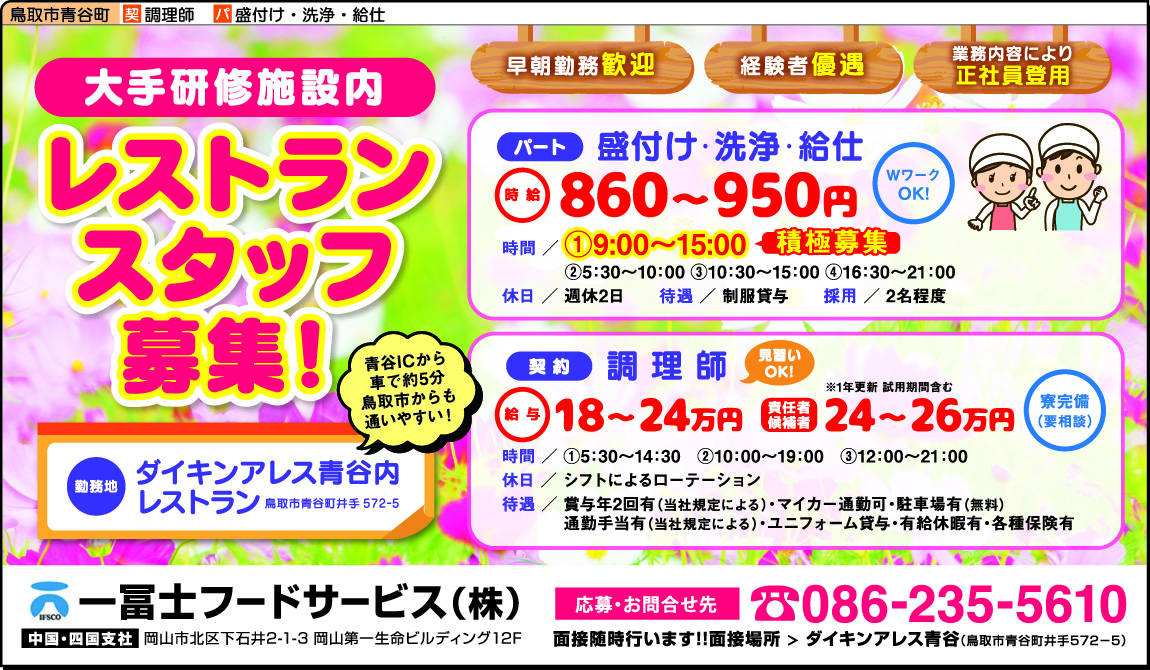 鳥取市青谷町 契 調理師 パ 盛付け・洗浄・給仕
大手研修施設内
レストラン
スタッフ
募集!
青谷ICから
車で約5分
鳥取市からも
通いやすい!
勤務地
ダイキンアレス青谷内
レストラン 鳥取市青谷町井手572-5
早朝勤務歓迎
経験者優遇
業務内容により
正社員登用
パート 盛付け・洗浄・給仕
時給 860〜950円
Wワーク
OK!
時間 / ①9:00〜15:00 積極募集
②5:30〜10:00 ③10:30〜15:00 ④16:30〜21:00
休日 / 週休2日 待遇 / 制服貸与 採用 / 2名程度
契約 調理師
見習い
OK!
※1年更新 試用期間含む
給与 18〜24万円 責任者候補者 24〜26万円
寮完備
(要相談)
時間 / ①5:30〜14:30 ②10:00〜19:00 ③12:00〜21:00
休日 / シフトによるローテーション
待遇 / 賞与年2回有(当社規定による)・マイカー通勤可・駐車場有(無料)
通勤手当有(当社規定による)・ユニフォーム貸与・有給休暇有・各種保険有
IFSCO
一冨士フードサービス(株)
中国・四国支社 岡山市北区下石井2-1-3 岡山第一生命ビルディング12F
応募・お問合せ先 ☎086-235-5610
面接随時行います!!面接場所 > ダイキンアレス青谷(鳥取市青谷町井手572-5)